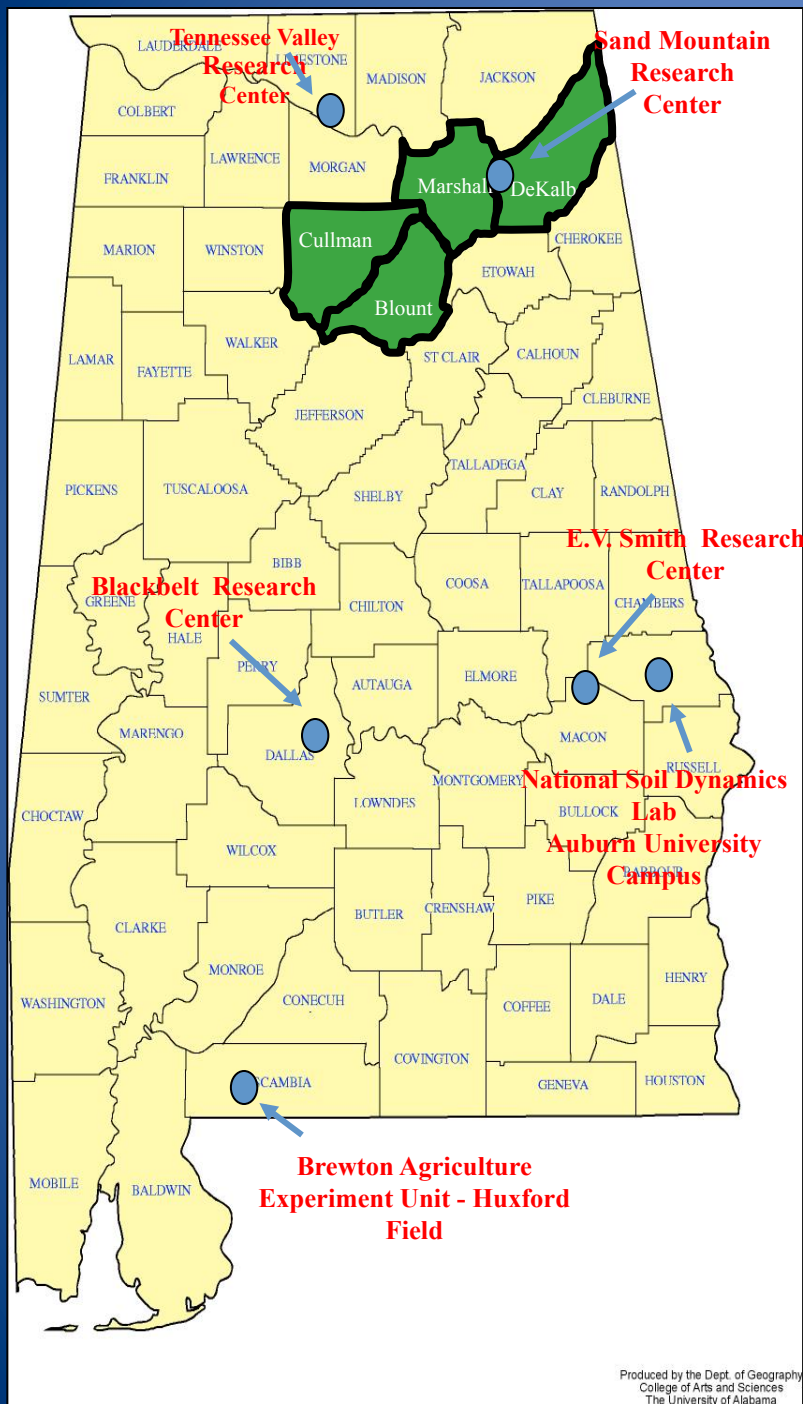 LAUDERDALE
Tennessee Valley
Research
Center
LIMESTONE
MADISON
JACKSON
Sand Mountain
Research
Center
COLBERT
LAWRENCE
MORGAN
FRANKLIN
Marshall
DeKalb
Cullman
Blount
MARION
WINSTON
CHEROKEE
ETOWAH
WALKER
ST CLAIR
CALHOUN
LAMAR
FAYETTE
CLEBURNE
JEFFERSON
TALLADEGA
PICKENS
TUSCALOOSA
SHELBY
CLAY
RANDOLPH
E.V. Smith Research
Center
BIBB
Blackbelt Research
Center
COOSA
TALLAPOOSA
CHAMBERS
GREENE
CHILTON
HALE
PERRY
AUTAUGA
ELMORE
SUMTER
MARENGO
DALLAS
MACON
MONTGOMERY
RUSSELL
National Soil Dynamics
Lab
Auburn University
Campus
LOWNDES
BULLOCK
CHOCTAW
WILCOX
BARBOUR
BUTLER
CRENSHAW
PIKE
CLARKE
MONROE
HENRY
WASHINGTON
CONECUH
COFFEE
DALE
COVINGTON
SCAMBIA
GENEVA
HOUSTON
Brewton Agriculture
Experiment Unit - Huxford
Field
MOBILE
BALDWIN
Produced by the Dept. of Geography
College of Arts and Sciences
The University of Alabama